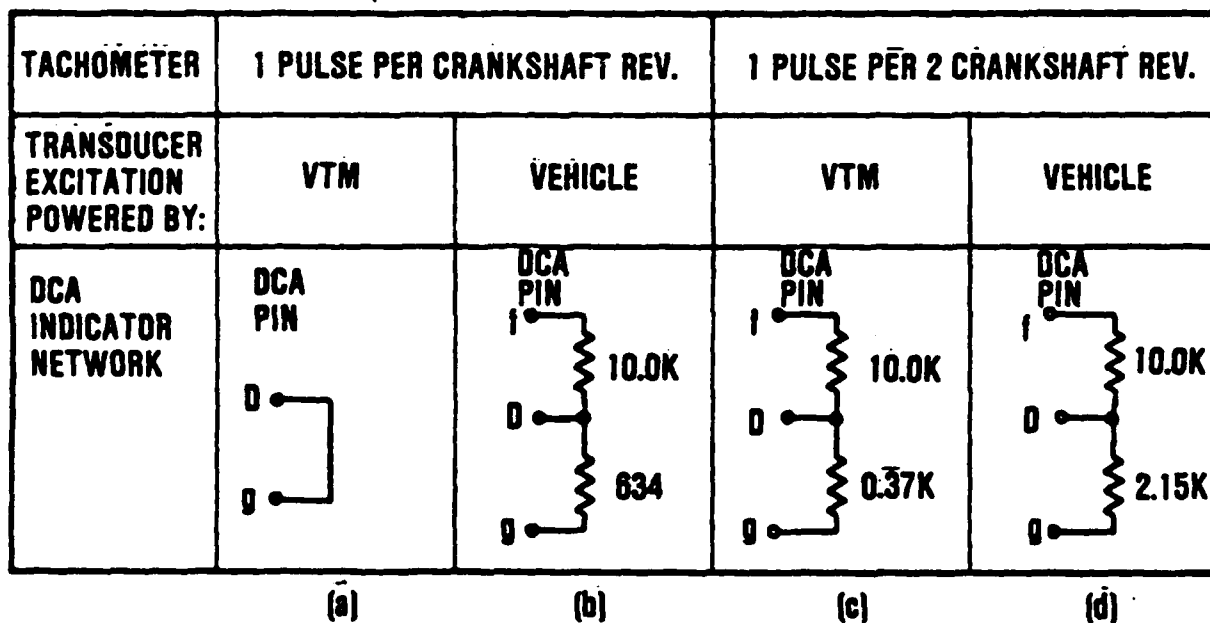 TACHOMETER
1 PULSE PER CRANKSHAFT REV.
1 PULSE PER 2 CRANKSHAFT REV.
TRANSDUCER
EXCITATION
POWERED BY:
VTM
VEHICLE
VTM
VEHICLE
DCA
INDICATOR
NETWORK
DCA
PIN
D
g
DCA
PIN
f
10.0K
D
634
g
DCA
PIN
f
10.0K
D
0.37K
g
DCA
PIN
f
10.0K
D
2.15K
g
(a)
(b)
(c)
(d)